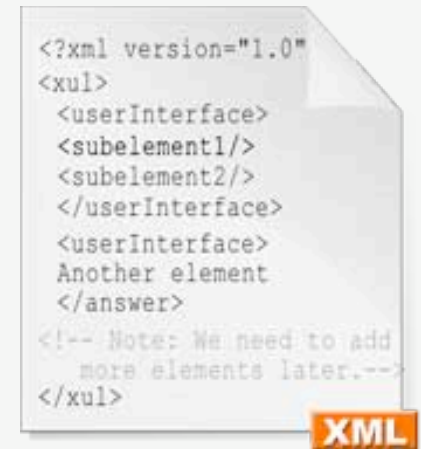 <?xml version="1.0"
<xul>
<userInterface>
<subelement1/>
<subelement2/>
</userInterface>
<userInterface>
Another element
</answer>
<!-- Note: We need to add
more elements later.-->
</xul>
XML